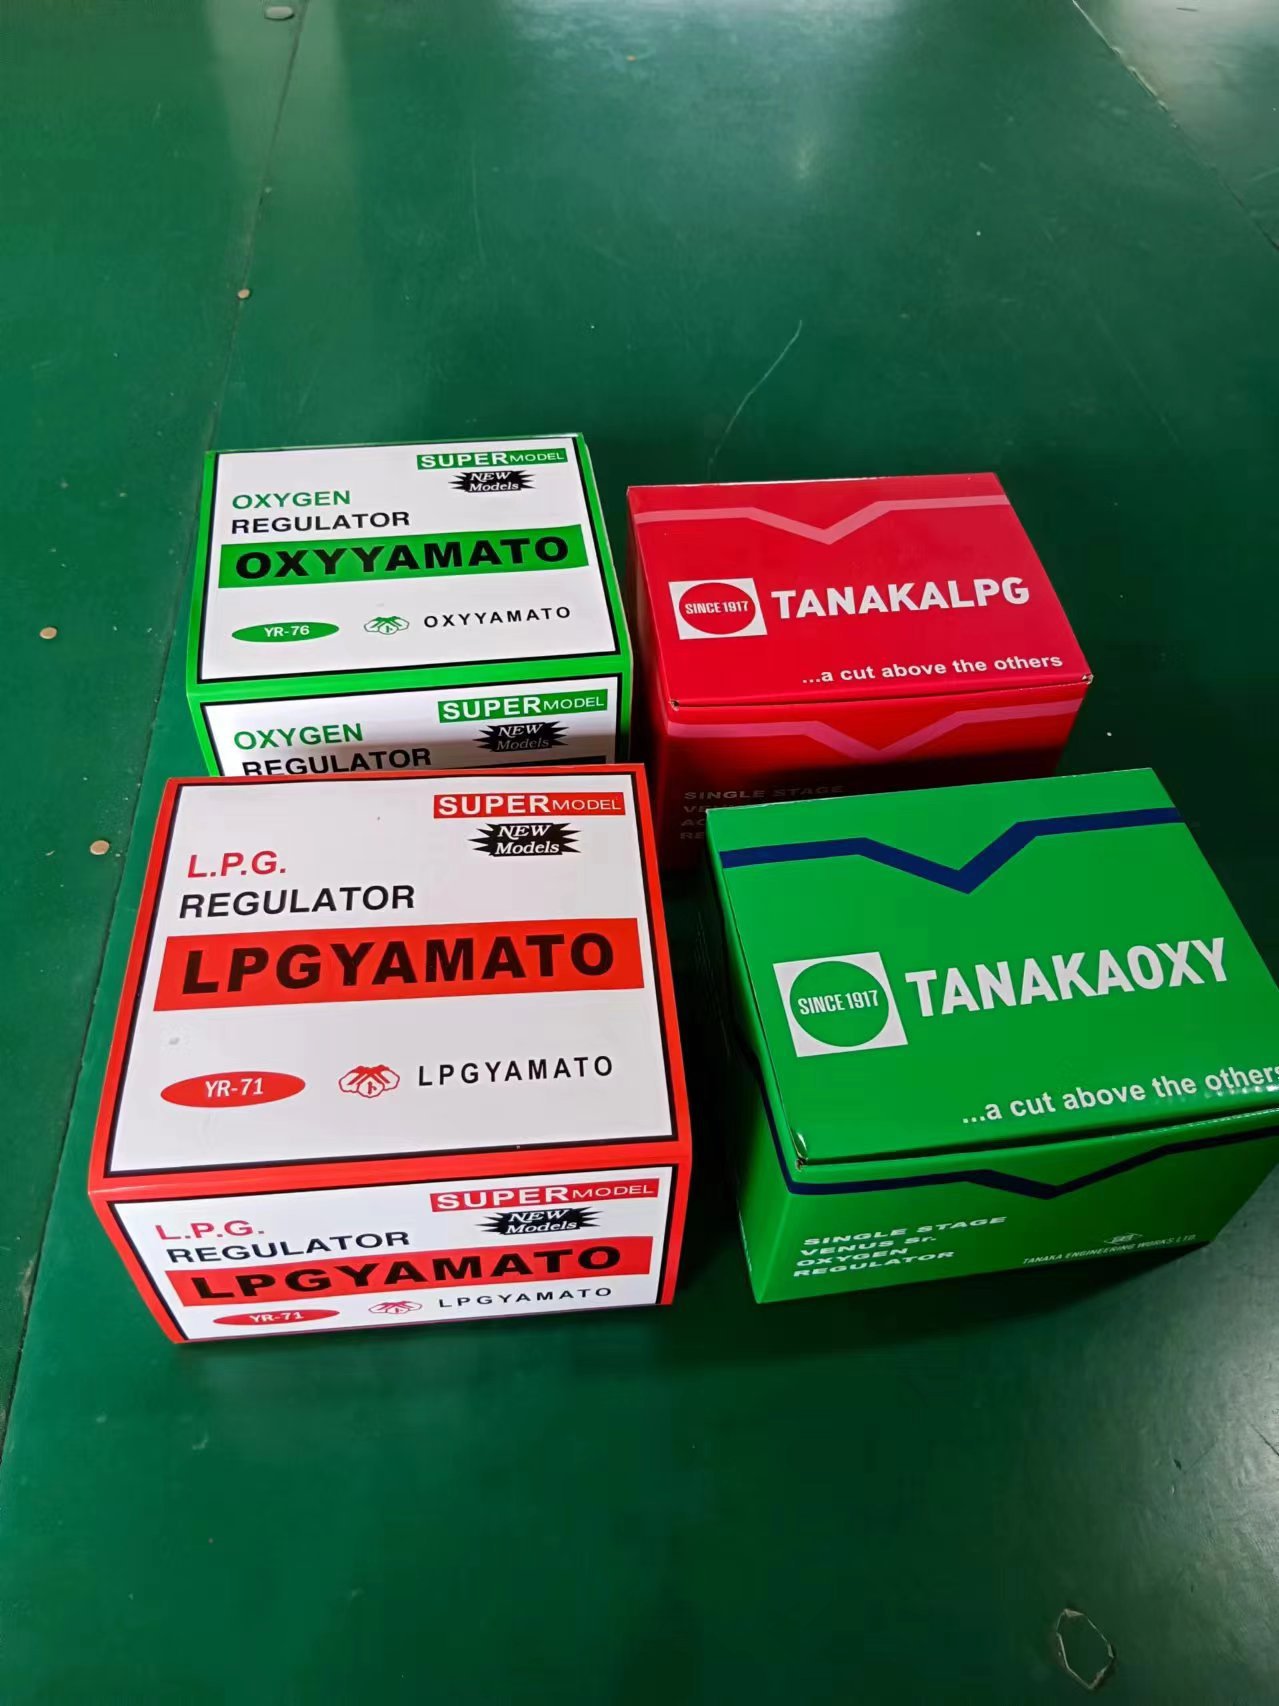 SUPER MODEL
NEW
Models
OXYGEN
REGULATOR
OXYYAMATO
YR-76
OXYYAMATO
SUPER MODEL
NEW
Models
OXYGEN
REGULATOR
SINCE 1917
TANAKALPG
...a cut above the others
SINGLE STAGE
SUPER MODEL
NEW
Models
L.P.G.
REGULATOR
LPGYAMATO
YR-71
LPGYAMATO
SUPER MODEL
NEW
Models
L.P.G.
REGULATOR
LPGYAMATO
YR-71
LPGYAMATO
SINCE 1917
TANAKAOXY
...a cut above the others
SINGLE STAGE
VENUS Sr.
OXYGEN
REGULATOR
TANAKA ENGINEERING WORKS LTD.